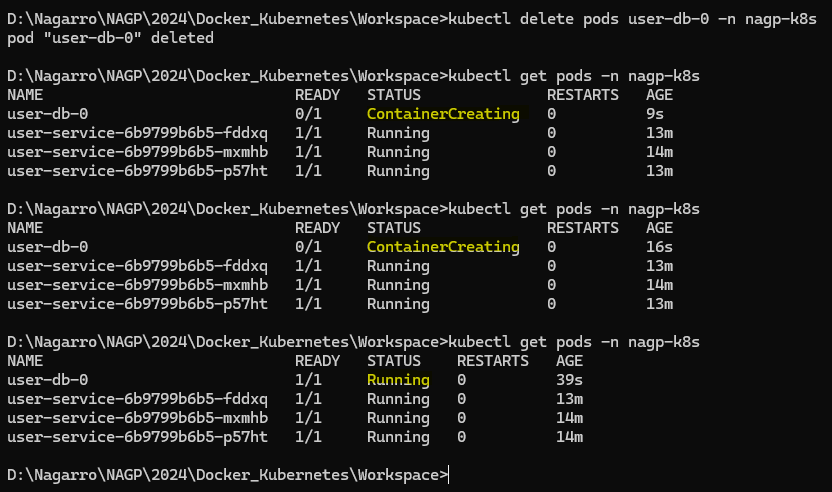 D:\Nagarro\NAGP\2024\Docker_Kubernetes\Workspace>kubectl delete pods user-db-0 -n nagp-k8s
pod "user-db-0" deleted

D:\Nagarro\NAGP\2024\Docker_Kubernetes\Workspace>kubectl get pods -n nagp-k8s
NAME                            READY   STATUS              RESTARTS   AGE
user-db-0                       0/1     ContainerCreating   0          9s
user-service-6b9799b6b5-fddxq   1/1     Running             0          13m
user-service-6b9799b6b5-mxmhb   1/1     Running             0          14m
user-service-6b9799b6b5-p57ht   1/1     Running             0          13m

D:\Nagarro\NAGP\2024\Docker_Kubernetes\Workspace>kubectl get pods -n nagp-k8s
NAME                            READY   STATUS              RESTARTS   AGE
user-db-0                       0/1     ContainerCreating   0          16s
user-service-6b9799b6b5-fddxq   1/1     Running             0          13m
user-service-6b9799b6b5-mxmhb   1/1     Running             0          14m
user-service-6b9799b6b5-p57ht   1/1     Running             0          13m

D:\Nagarro\NAGP\2024\Docker_Kubernetes\Workspace>kubectl get pods -n nagp-k8s
NAME                            READY   STATUS    RESTARTS   AGE
user-db-0                       1/1     Running   0          39s
user-service-6b9799b6b5-fddxq   1/1     Running   0          13m
user-service-6b9799b6b5-mxmhb   1/1     Running   0          14m
user-service-6b9799b6b5-p57ht   1/1     Running   0          14m

D:\Nagarro\NAGP\2024\Docker_Kubernetes\Workspace>